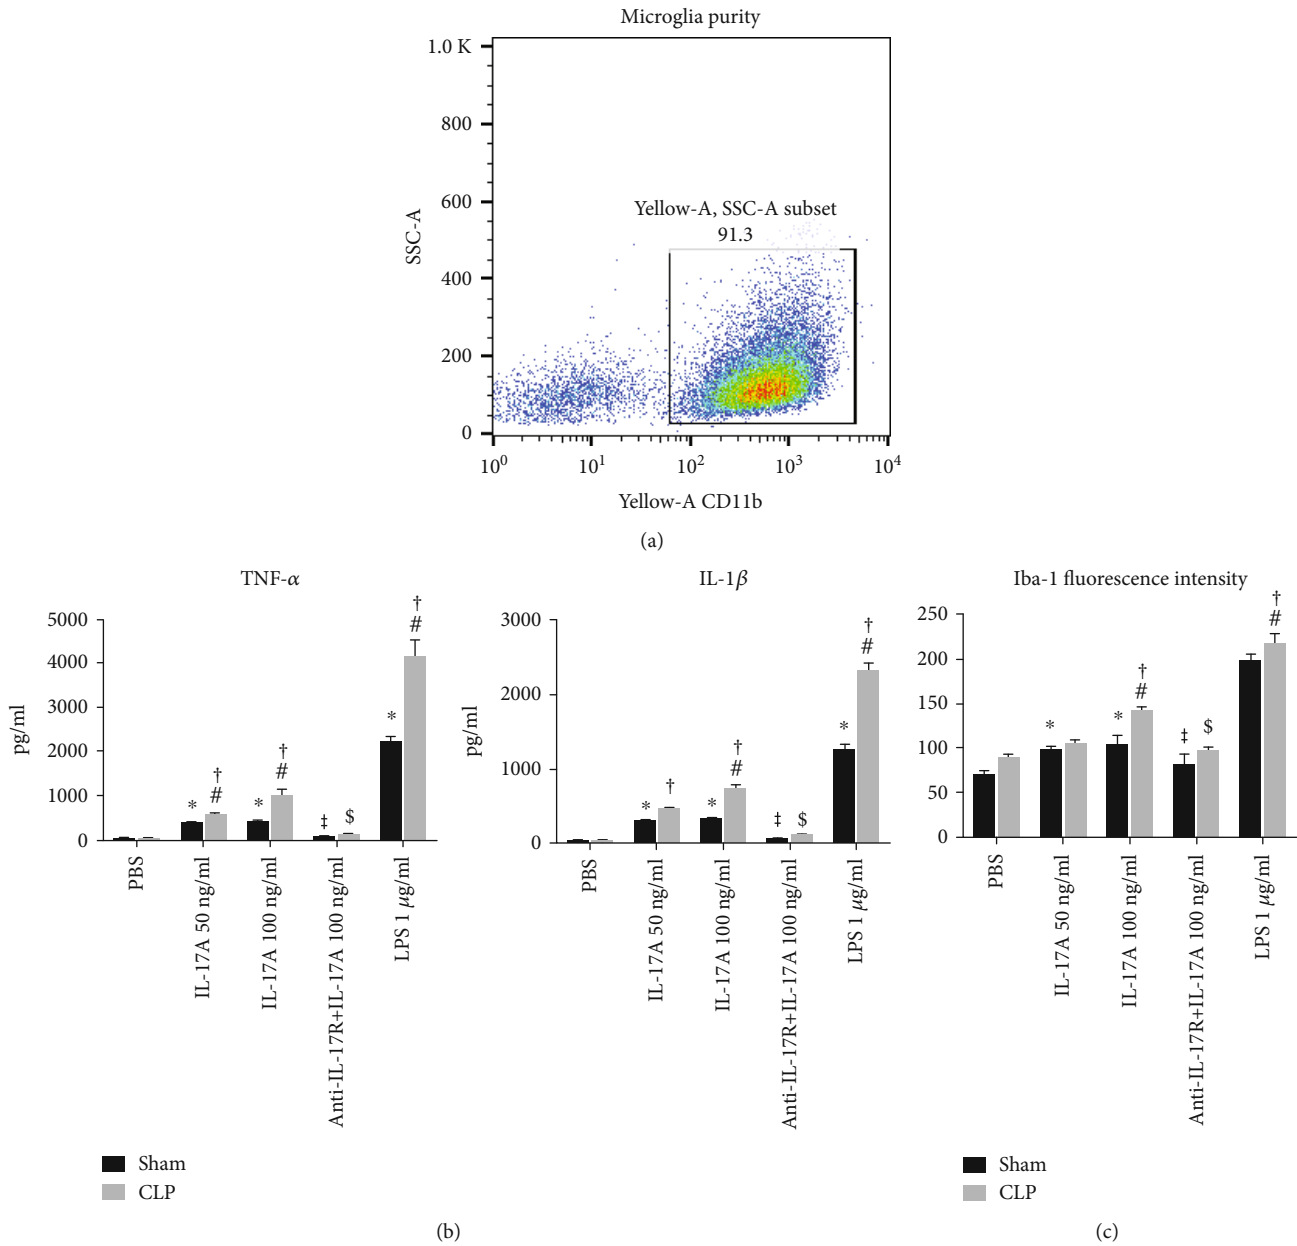 Microglia purity
1.0 K
800
600
400
200
0
SSC-A
Yellow-A, SSC-A subset
91.3
10⁰ 10¹ 10² 10³ 10⁴
Yellow-A CD11b
(a)
TNF-α
5000
4000
3000
2000
1000
0
pg/ml
* † # * † # ‡ $ * † #
PBS
IL-17A 50 ng/ml
IL-17A 100 ng/ml
Anti-IL-17R+IL-17A 100 ng/ml
LPS 1 μg/ml
IL-1β
3000
2000
1000
0
pg/ml
* † * † # ‡ $ * † #
PBS
IL-17A 50 ng/ml
IL-17A 100 ng/ml
Anti-IL-17R+IL-17A 100 ng/ml
LPS 1 μg/ml
Sham
CLP
(b)
Iba-1 fluorescence intensity
250
200
150
100
50
0
* * † # ‡ $ † #
PBS
IL-17A 50 ng/ml
IL-17A 100 ng/ml
Anti-IL-17R+IL-17A 100 ng/ml
LPS 1 μg/ml
Sham
CLP
(c)